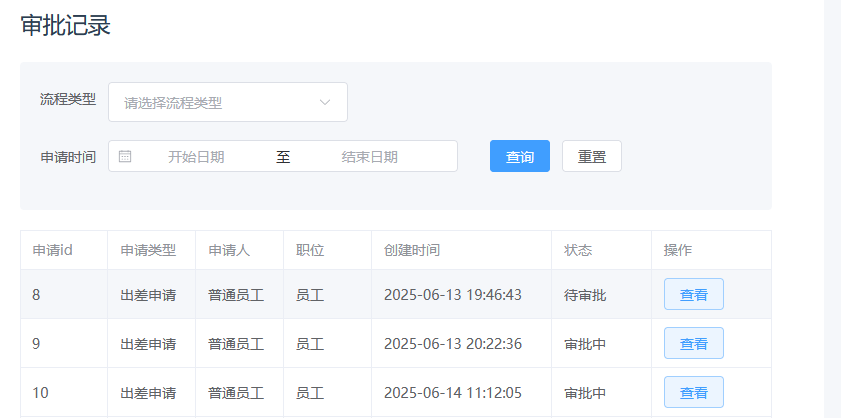 审批记录
流程类型 请选择流程类型
申请时间 开始日期 至 结束日期 查询 重置
申请id 申请类型 申请人 职位 创建时间 状态 操作
8 出差申请 普通员工 员工 2025-06-13 19:46:43 待审批 查看
9 出差申请 普通员工 员工 2025-06-13 20:22:36 审批中 查看
10 出差申请 普通员工 员工 2025-06-14 11:12:05 审批中 查看